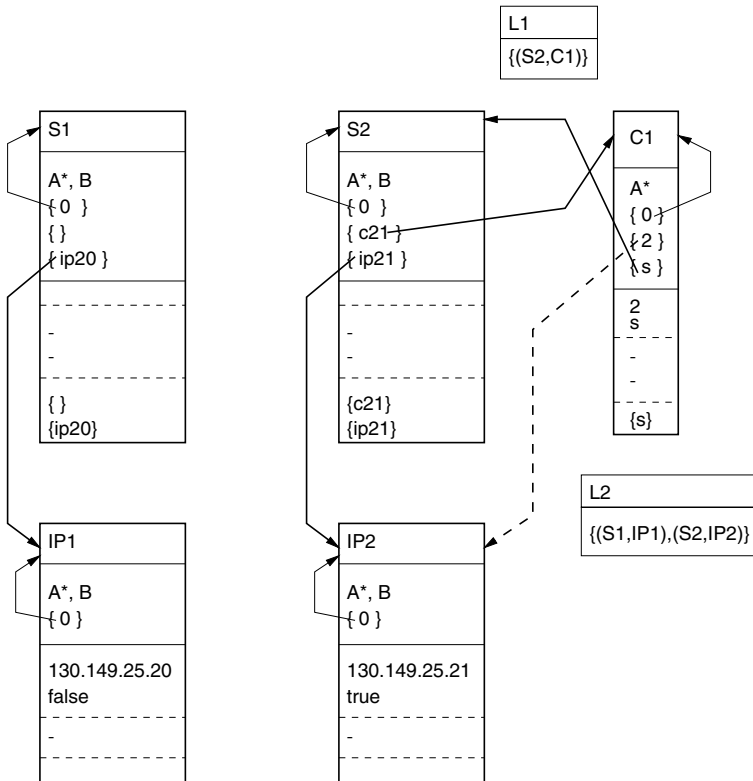 L1
{(S2,C1)}
S1
A*, B
{ 0 }
{ }
{ ip20 }
-
-
{ }
{ip20}
S2
A*, B
{ 0 }
{ c21 }
{ ip21 }
-
-
{c21}
{ip21}
C1
A*
{ 0 }
{ 2 }
{ s }
2
s
-
-
{s}
L2
{(S1,IP1),(S2,IP2)}
IP1
A*, B
{ 0 }
130.149.25.20
false
-
IP2
A*, B
{ 0 }
130.149.25.21
true
-